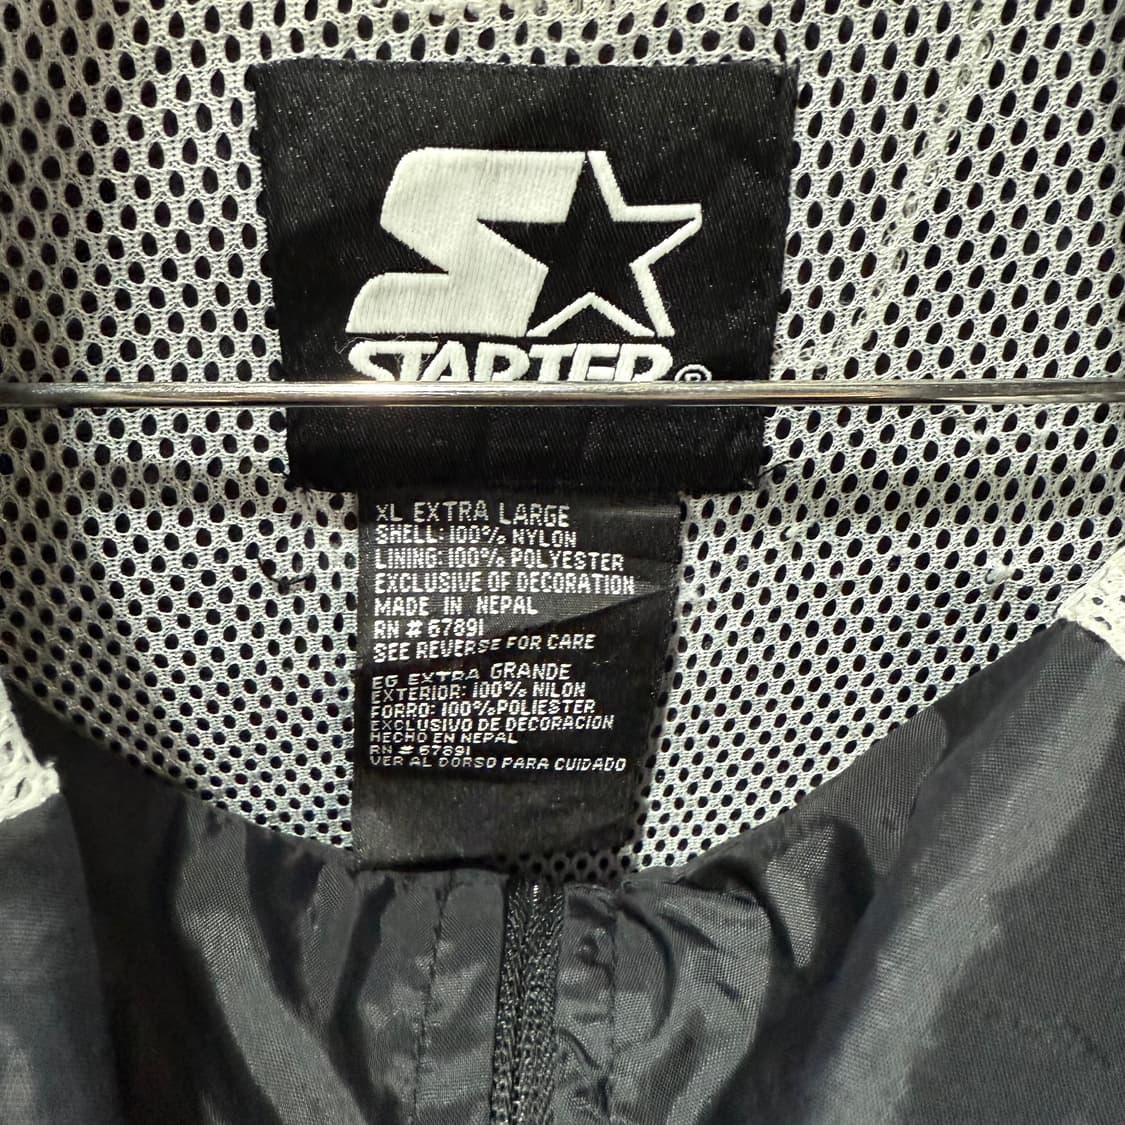 STARTER®
XL EXTRA LARGE
SHELL: 100% NYLON
LINING: 100% POLYESTER
EXCLUSIVE OF DECORATION
MADE IN NEPAL
RN # 67891
SEE REVERSE FOR CARE
EG EXTRA GRANDE
EXTERIOR: 100% NILON
FORRO: 100% POLIESTER
EXCLUSIVO DE DECORACION
HECHO EN NEPAL
RN # 67891
VER AL DORSO PARA CUIDADO